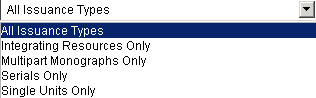 All Issuance Types
All Issuance Types
Integrating Resources Only
Multipart Monographs Only
Serials Only
Single Units Only